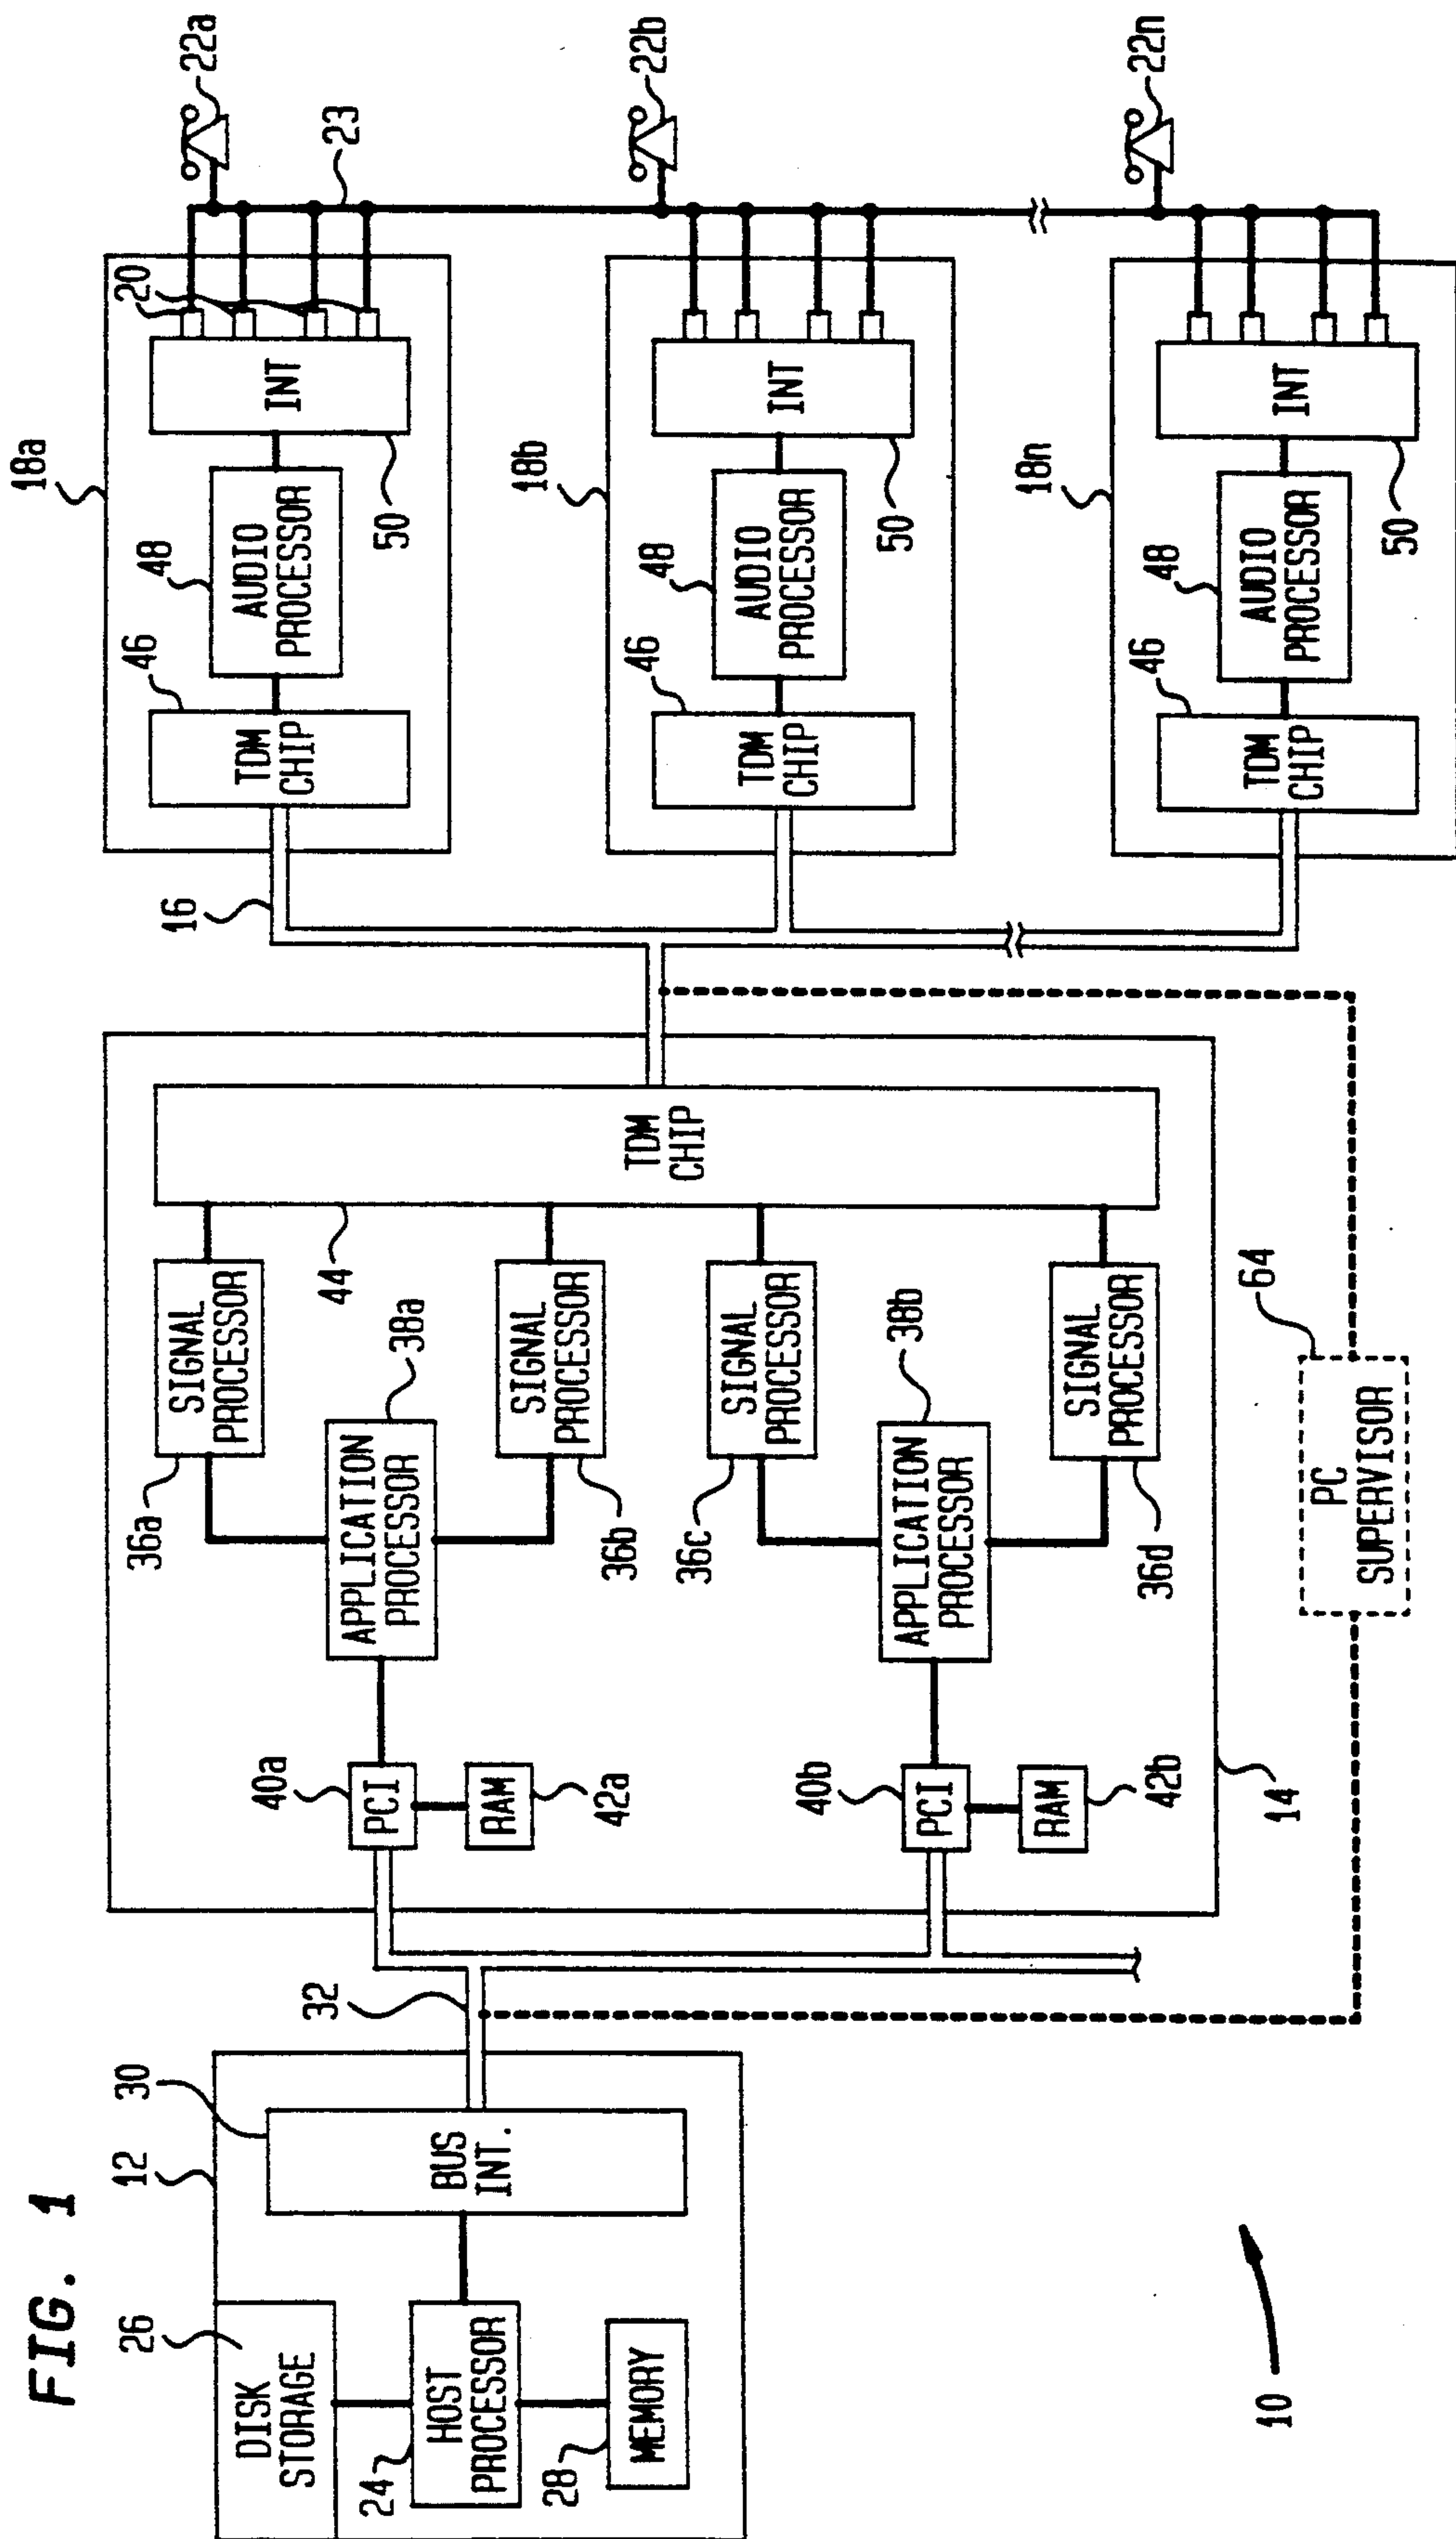 FIG. 1
10
12
DISK
STORAGE
26
HOST
PROCESSOR
24
MEMORY
28
BUS
INT.
30
32
14
PCI
40a
RAM
42a
PCI
40b
RAM
42b
APPLICATION
PROCESSOR
38a
APPLICATION
PROCESSOR
38b
SIGNAL
PROCESSOR
36a
SIGNAL
PROCESSOR
36b
SIGNAL
PROCESSOR
36c
SIGNAL
PROCESSOR
36d
TDM
CHIP
44
PC
SUPERVISOR
64
16
18a
TDM
CHIP
46
AUDIO
PROCESSOR
48
INT
50
20
22a
23
18b
TDM
CHIP
46
AUDIO
PROCESSOR
48
INT
50
22b
18n
TDM
CHIP
46
AUDIO
PROCESSOR
48
INT
50
22n